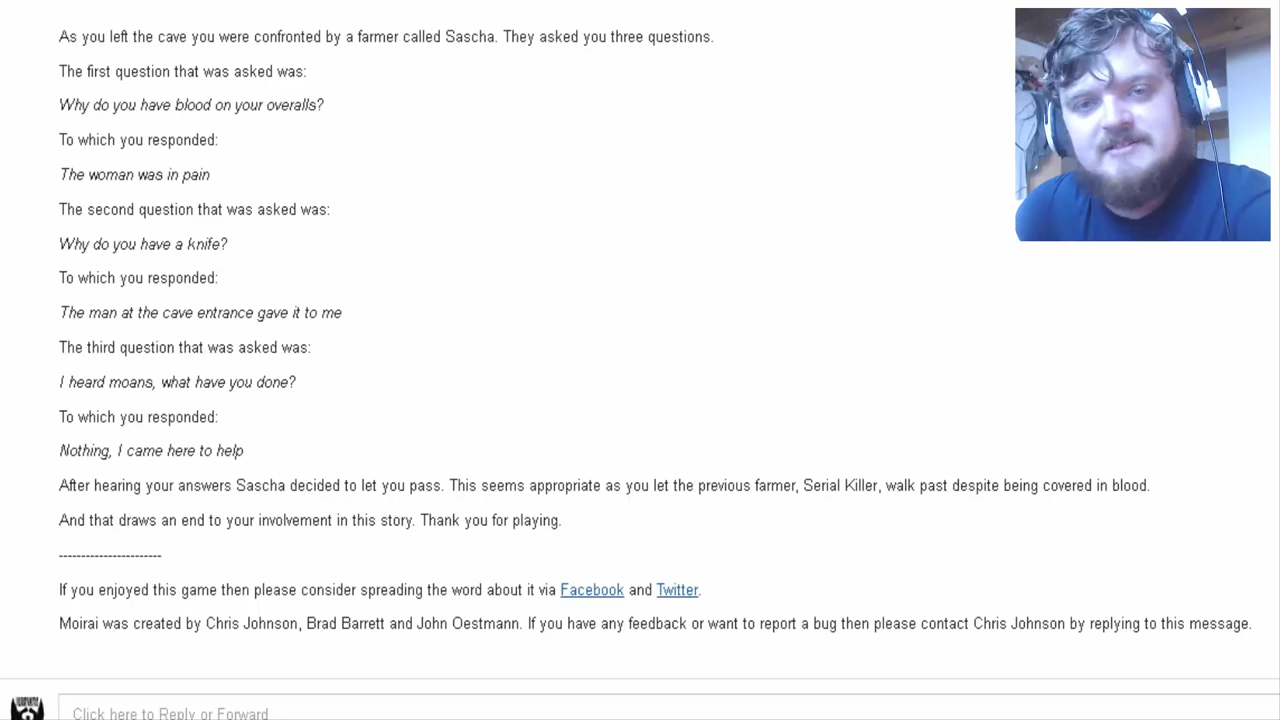 As you left the cave you were confronted by a farmer called Sascha. They asked you three questions.
The first question that was asked was:
Why do you have blood on your overalls?
To which you responded:
The woman was in pain
The second question that was asked was:
Why do you have a knife?
To which you responded:
The man at the cave entrance gave it to me
The third question that was asked was:
I heard moans, what have you done?
To which you responded:
Nothing, I came here to help
After hearing your answers Sascha decided to let you pass. This seems appropriate as you let the previous farmer, Serial Killer, walk past despite being covered in blood.
And that draws an end to your involvement in this story. Thank you for playing.
-----------------------
If you enjoyed this game then please consider spreading the word about it via Facebook and Twitter.
Moirai was created by Chris Johnson, Brad Barrett and John Oestmann. If you have any feedback or want to report a bug then please contact Chris Johnson by replying to this message.
Click here to Reply or Forward